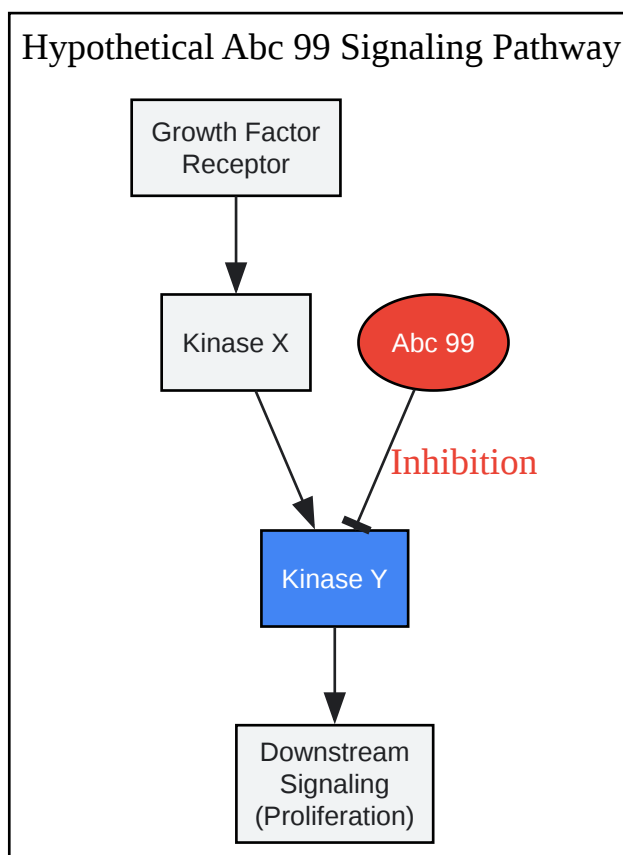 Hypothetical Abc 99 Signaling Pathway
Growth Factor
Receptor
Kinase X
Abc 99
Inhibition
Kinase Y
Downstream
Signaling
(Proliferation)